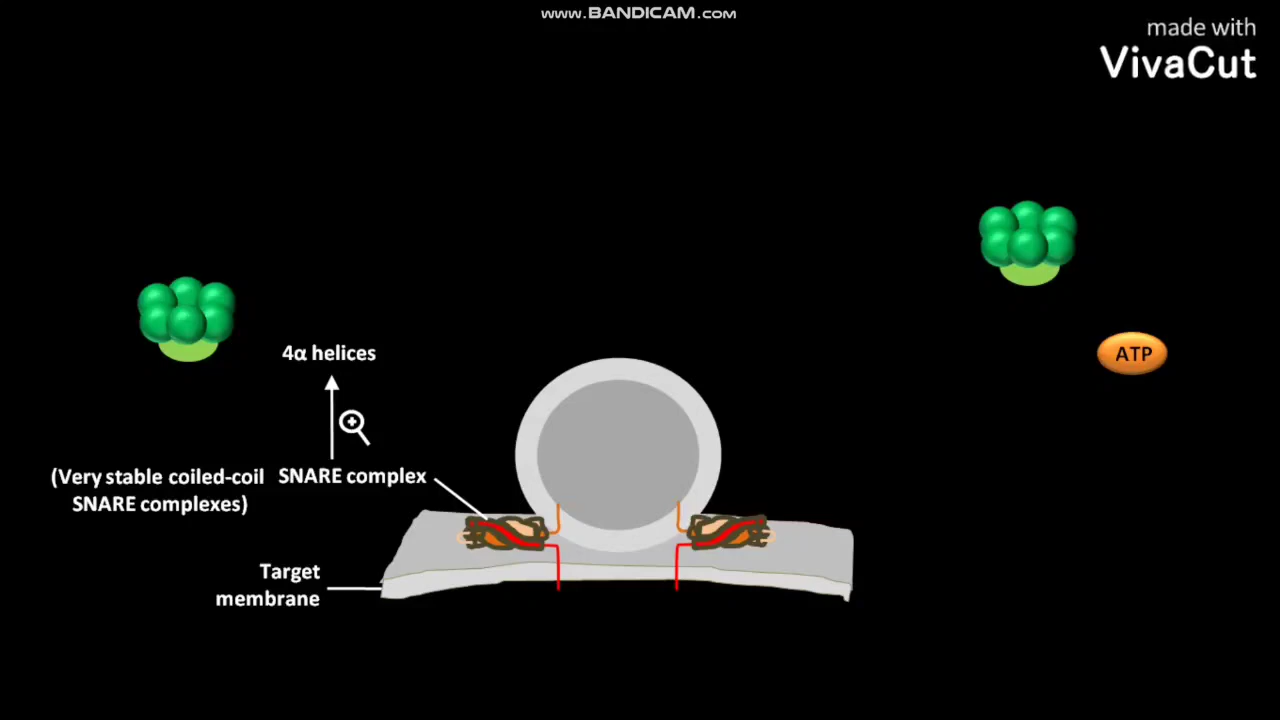 www.BANDICAM.com
made with
VivaCut
ATP
4α helices
(Very stable coiled-coil SNARE complex
SNARE complexes)
Target
membrane